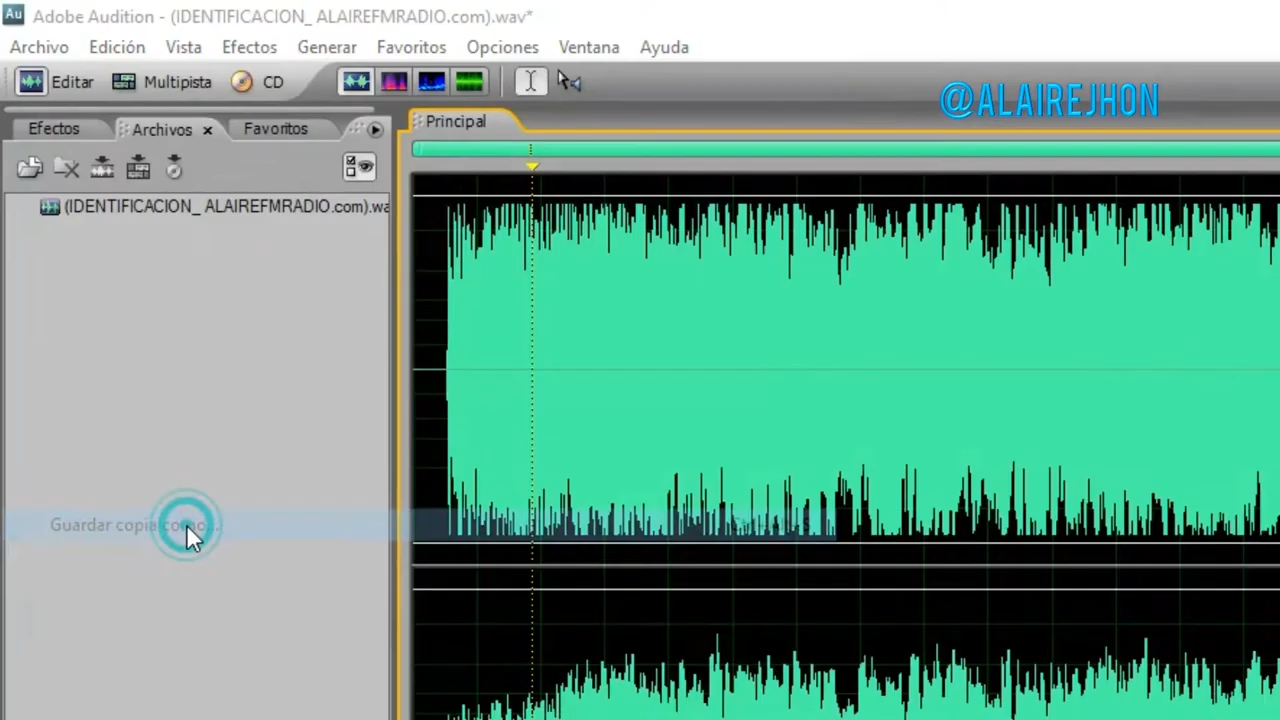 Au Adobe Audition - (IDENTIFICACION_ ALAIREFMRADIO.com).wav*
Archivo Edición Vista Efectos Generar Favoritos Opciones Ventana Ayuda
Editar Multipista CD
@ALAIREJHON
Efectos Archivos Favoritos
Principal
(IDENTIFICACION_ ALAIREFMRADIO.com).wa
Guardar copia como...